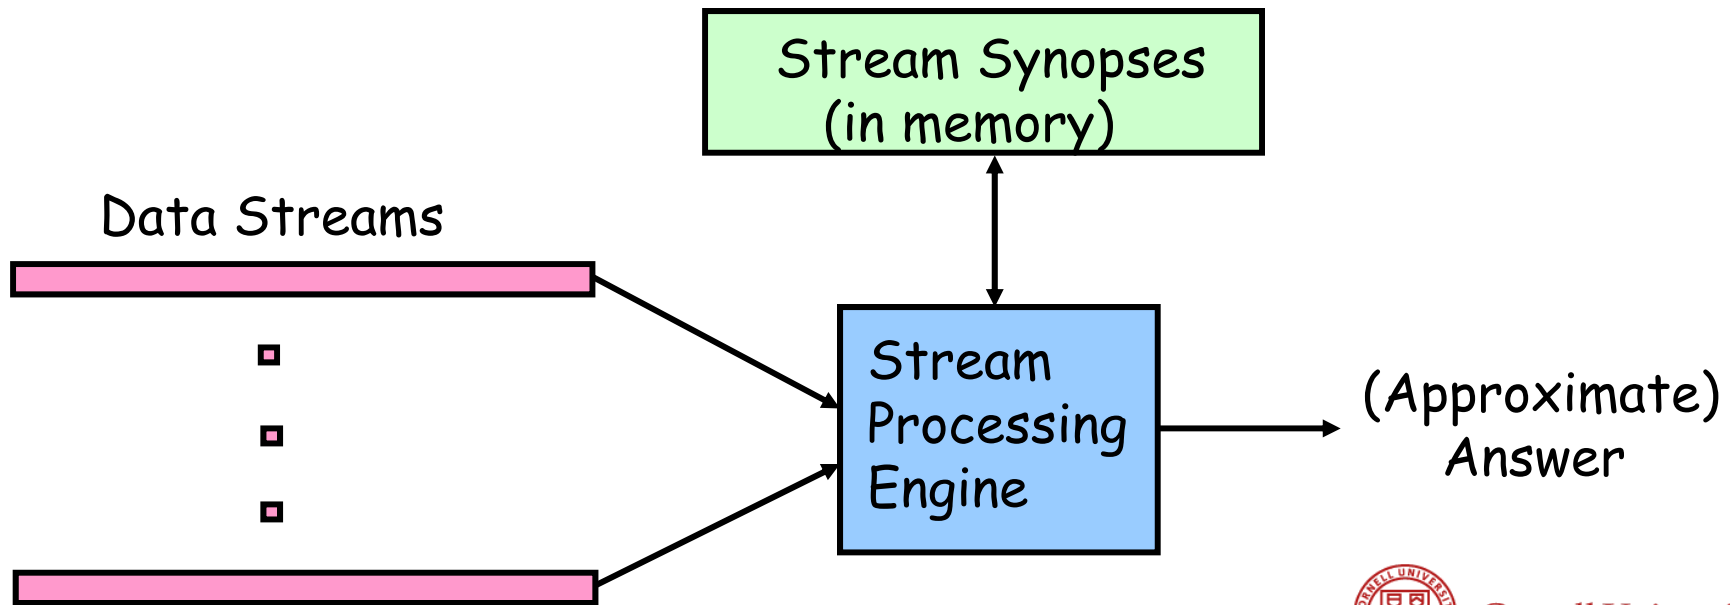 Stream Synopses
(in memory)
Data Streams
Stream
Processing
Engine
(Approximate)
Answer